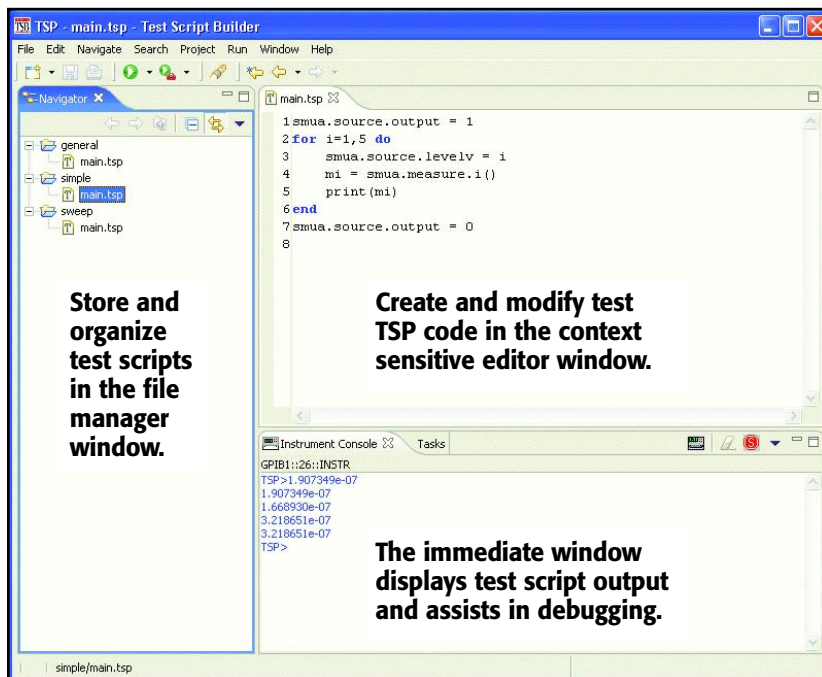 TSP - main.tsp - Test Script Builder
File Edit Navigate Search Project Run Window Help
Navigator
general
main.tsp
simple
main.tsp
sweep
main.tsp
Store and
organize
test scripts
in the file
manager
window.
main.tsp
1 smua.source.output = 1
2 for i=1,5 do
3 smua.source.levelv = i
4 mi = smua.measure.i()
5 print(mi)
6 end
7 smua.source.output = 0
8
Create and modify test
TSP code in the context
sensitive editor window.
Instrument Console Tasks
GPIB1::26::INSTR
TSP>1.907349e-07
1.907349e-07
1.668930e-07
3.218651e-07
3.218651e-07
TSP>
The immediate window
displays test script output
and assists in debugging.
simple/main.tsp